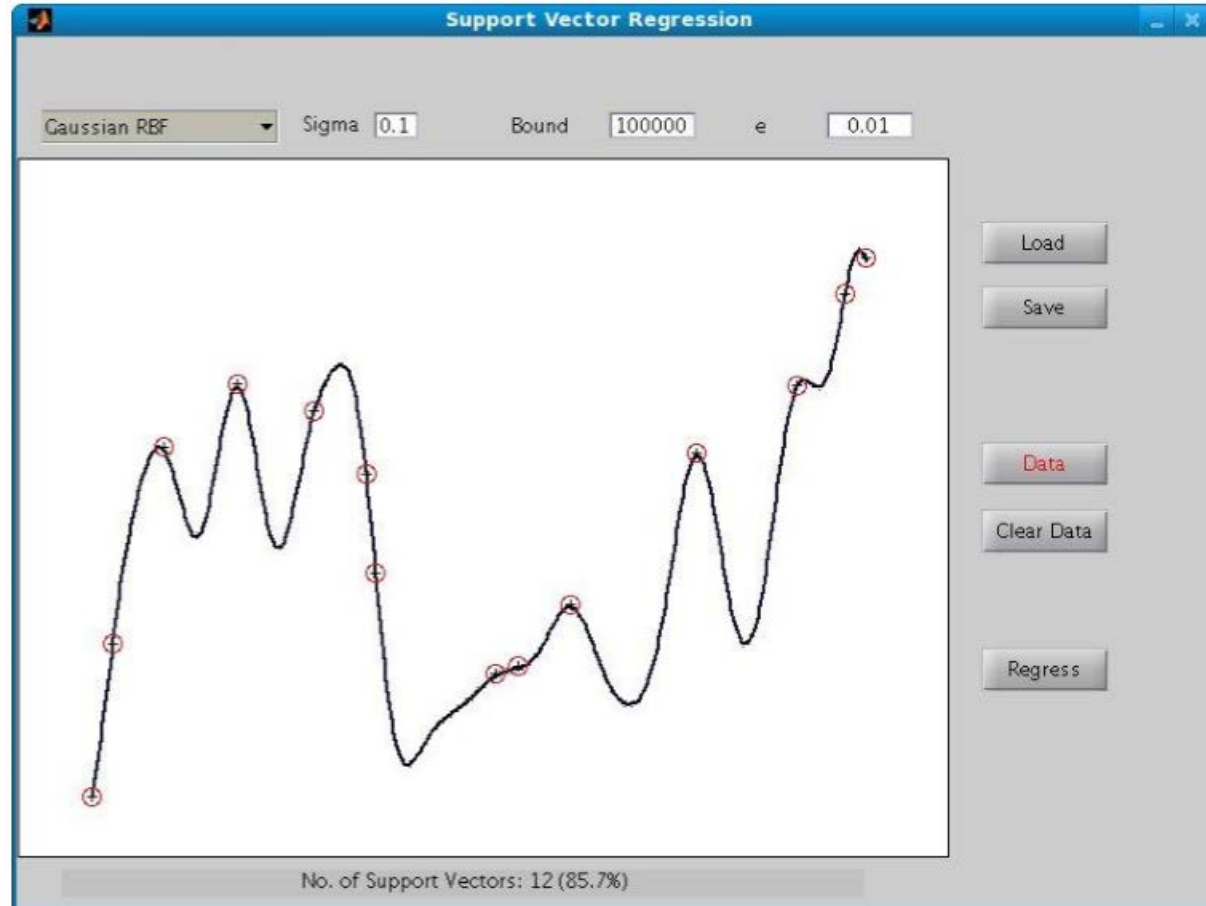 Support Vector Regression
Gaussian RBF Sigma 0.1 Bound 100000 e 0.01
Load
Save
Data
Clear Data
Regress
No. of Support Vectors: 12 (85.7%)